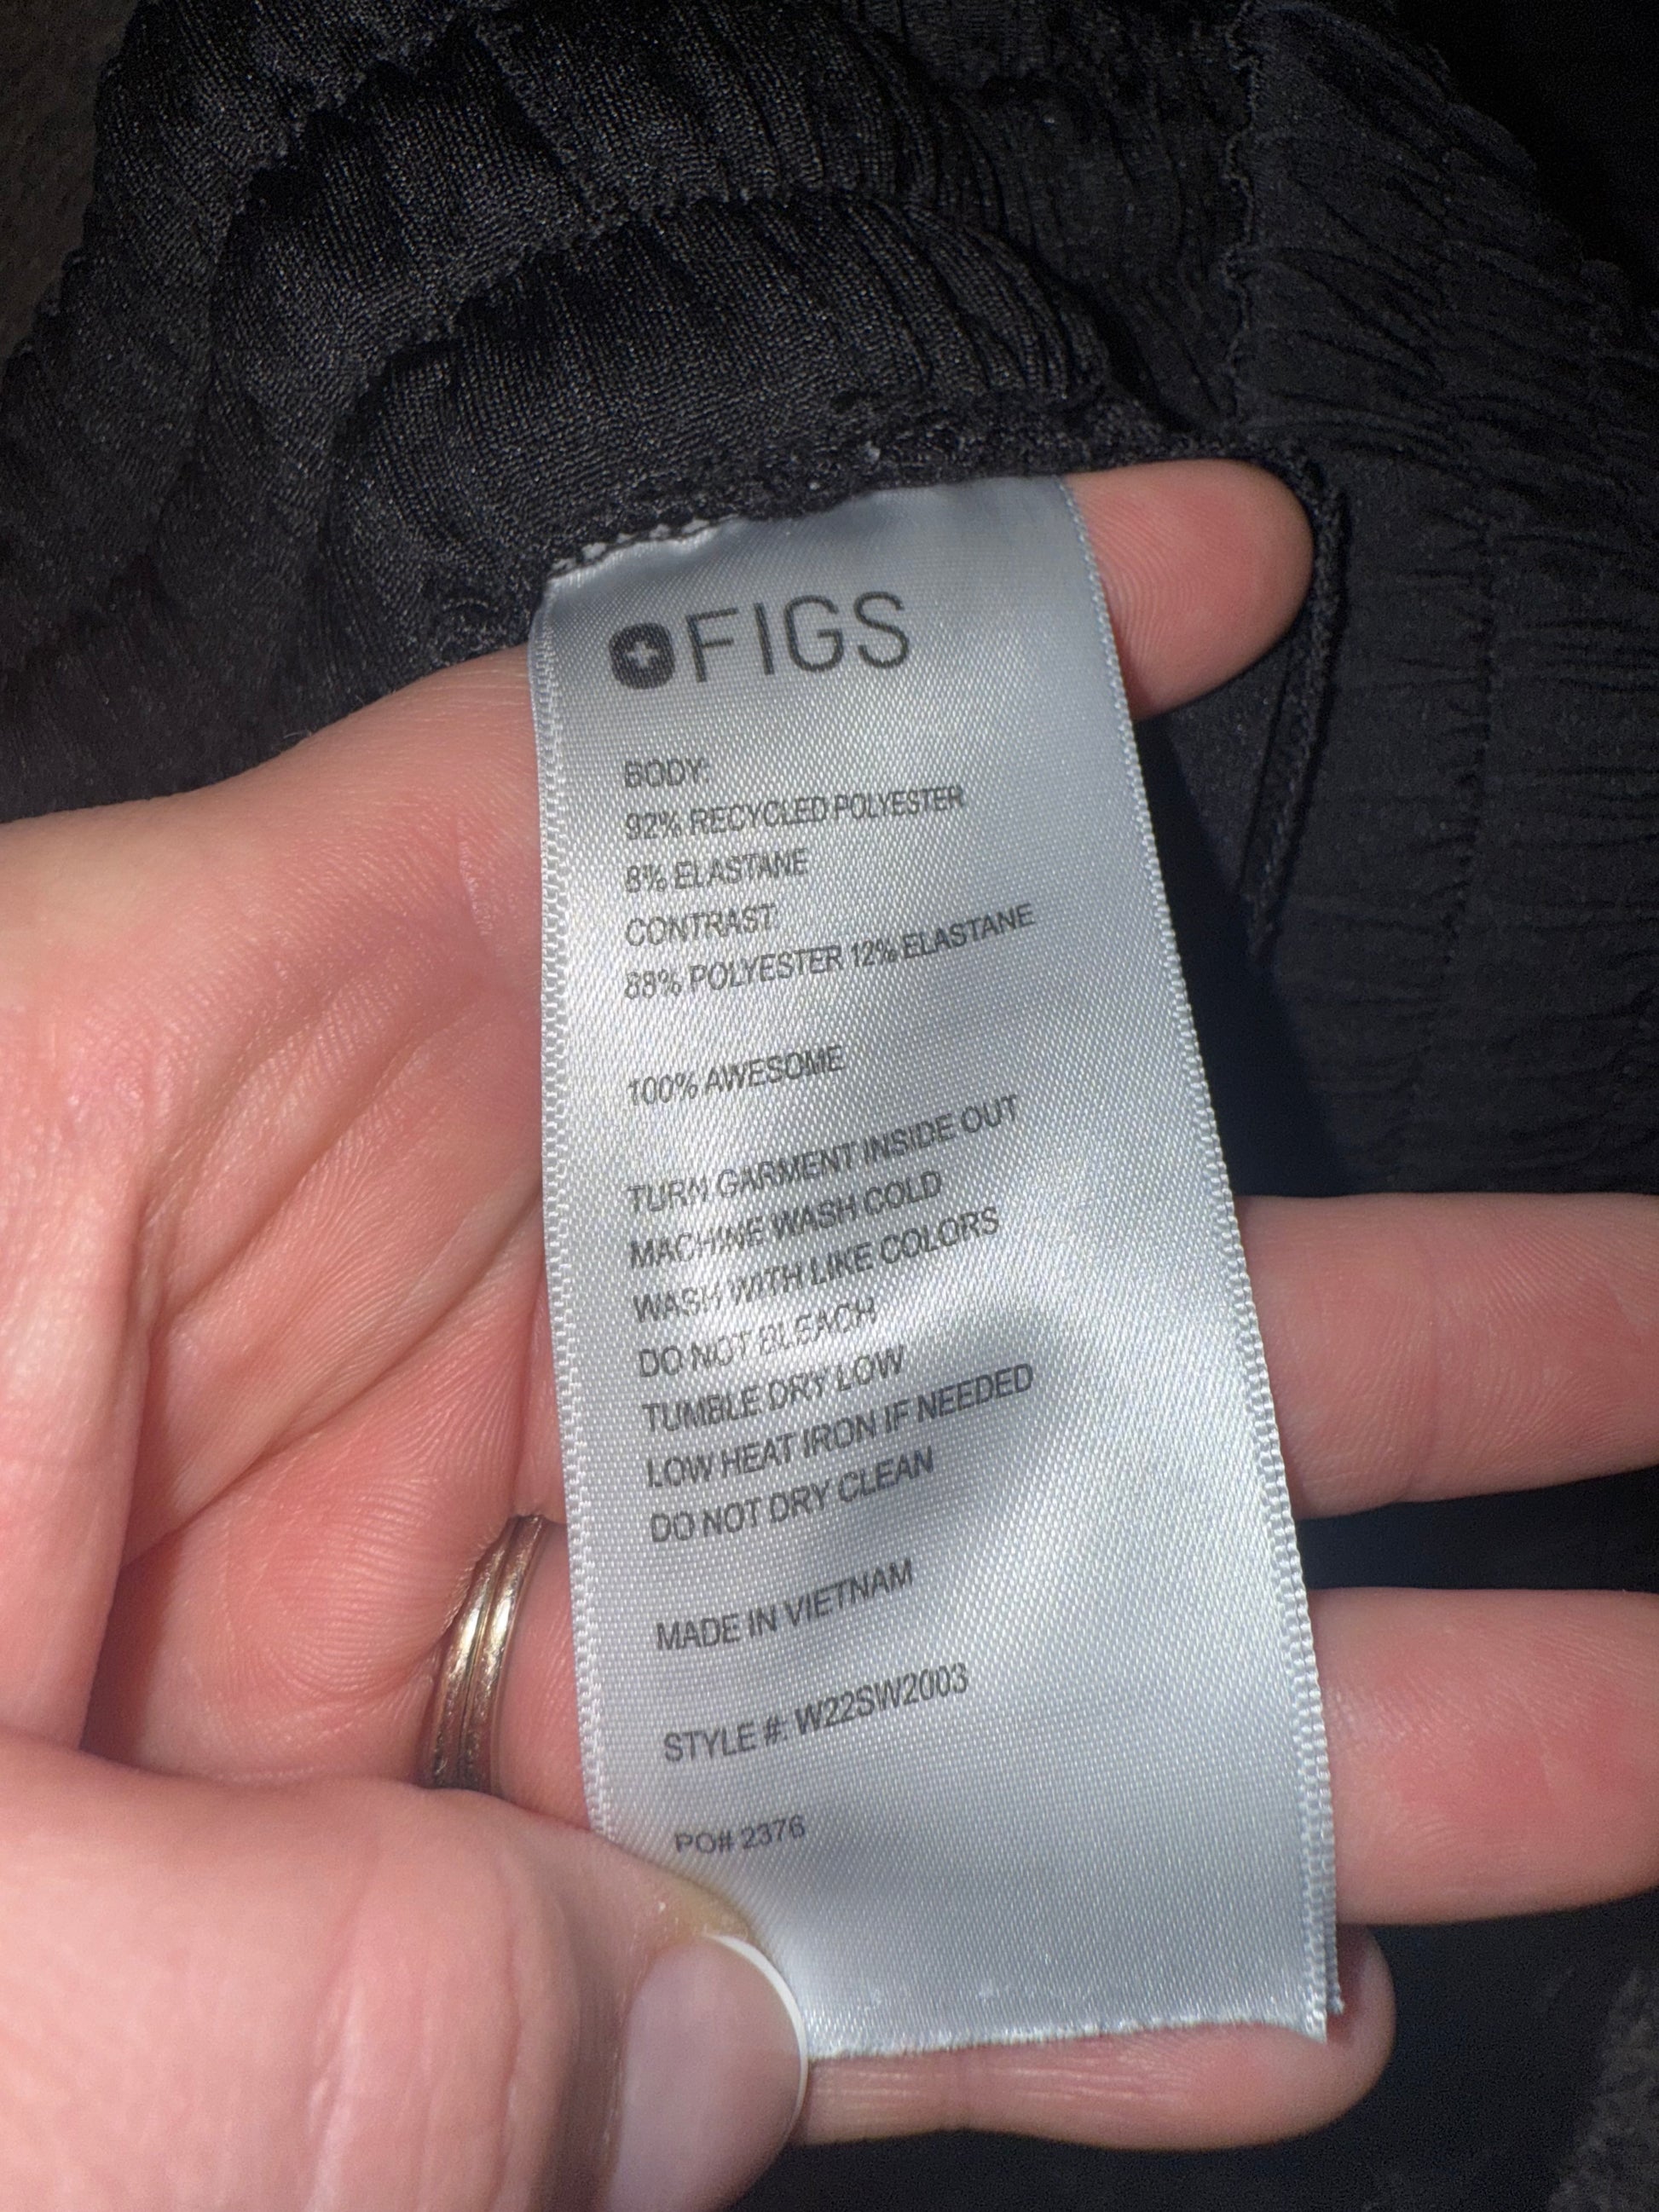 FIGS
BODY:
92% RECYCLED POLYESTER
8% ELASTANE
CONTRAST:
88% POLYESTER 12% ELASTANE
100% AWESOME
TURN GARMENT INSIDE OUT
MACHINE WASH COLD
WASH WITH LIKE COLORS
DO NOT BLEACH
TUMBLE DRY LOW
LOW HEAT IRON IF NEEDED
DO NOT DRY CLEAN
MADE IN VIETNAM
STYLE #: W22SW2003
PO# 2376